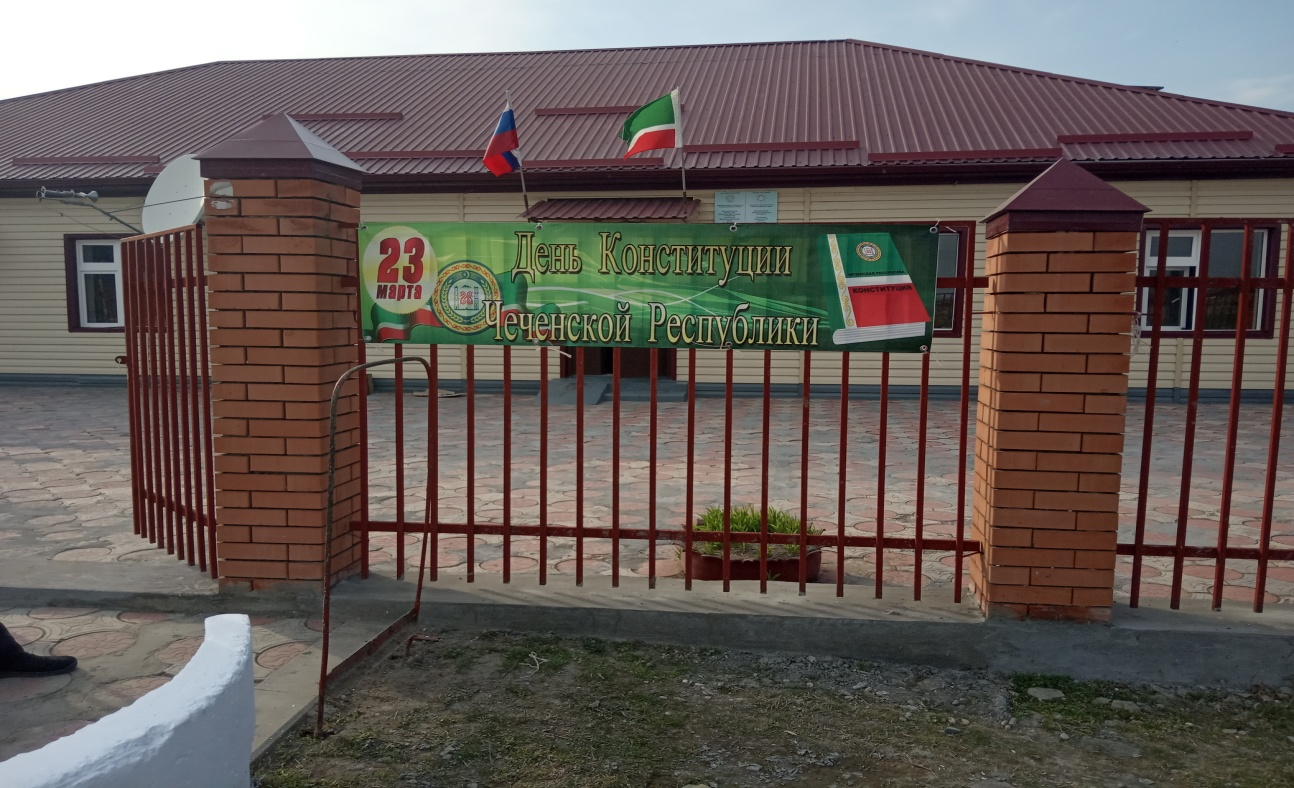 23
марта
День Конституции
Чеченской Республики
КОНСТИТУЦИЯ